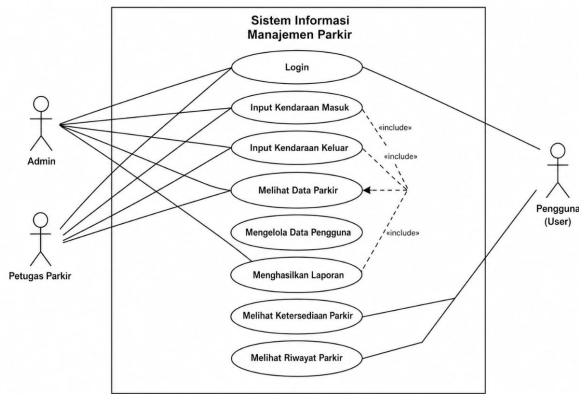 Sistem Informasi
Manajemen Parkir
Login
Input Kendaraan Masuk
«include»
Input Kendaraan Keluar
«include»
Admin
Melihat Data Parkir
Pengguna
(User)
Mengelola Data Pengguna
«include»
Petugas Parkir
Menghasilkan Laporan
Melihat Ketersediaan Parkir
Melihat Riwayat Parkir